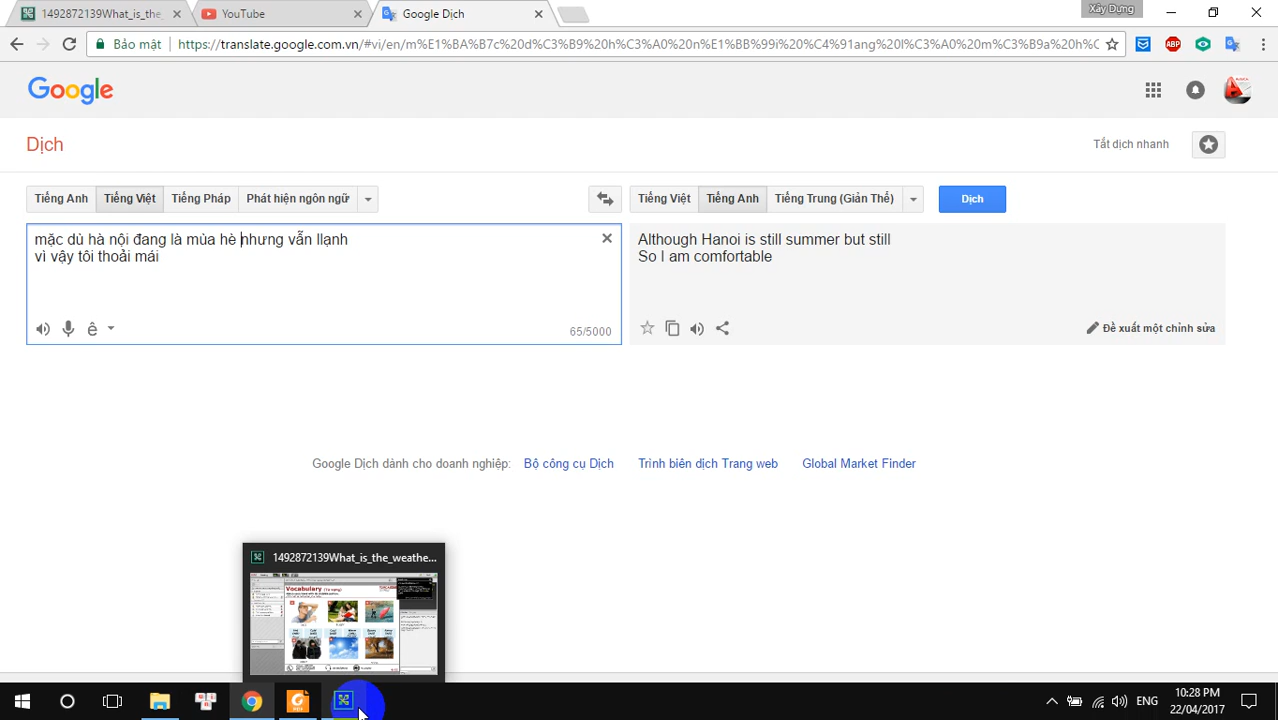 1492872139What_is_the_
YouTube
Google Dịch
Xây Dựng
Bảo mật
https://translate.google.com.vn/#vi/en/m%E1%BA%B7c%20d%C3%B9%20h%C3%A0%20n%E1%BB%99i%20%C4%91ang%20l%C3%A0%20m%C3%B9a%20h%C
Google
Dịch
Tắt dịch nhanh
Tiếng Anh
Tiếng Việt
Tiếng Pháp
Phát hiện ngôn ngữ
Tiếng Việt
Tiếng Anh
Tiếng Trung (Giản Thể)
Dịch
mặc dù hà nội đang là mùa hè nhưng vẫn llạnh
vì vậy tôi thoải mái
Although Hanoi is still summer but still
So I am comfortable
ê
65/5000
Đề xuất một chỉnh sửa
Google Dịch dành cho doanh nghiệp:
Bộ công cụ Dịch
Trình biên dịch Trang web
Global Market Finder
1492872139What_is_the_weathe...
Vocabulary
ENG
10:28 PM
22/04/2017